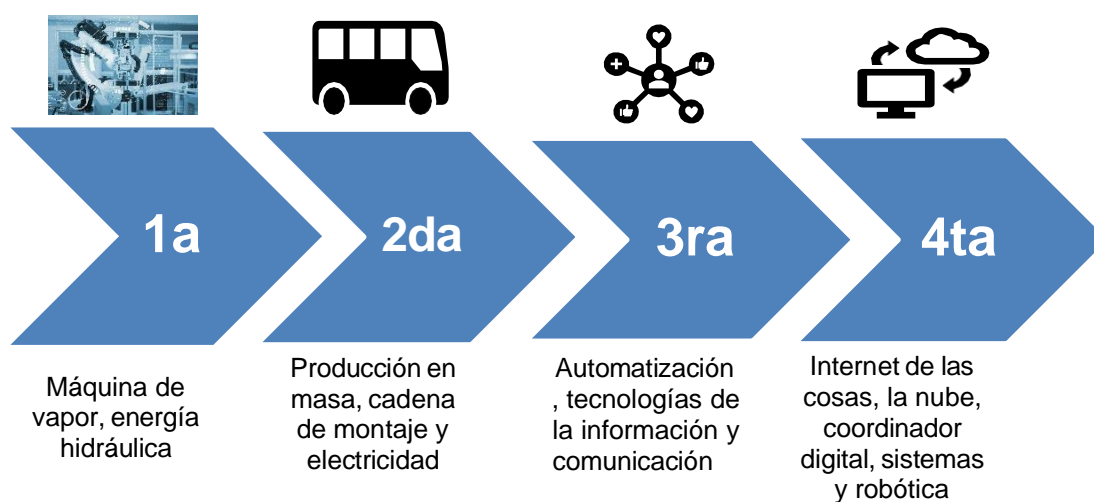 1a
2da
3ra
4ta
Máquina de
vapor, energía
hidráulica
Producción en
masa, cadena
de montaje y
electricidad
Automatización
, tecnologías de
la información y
comunicación
Internet de las
cosas, la nube,
coordinador
digital, sistemas
y robótica